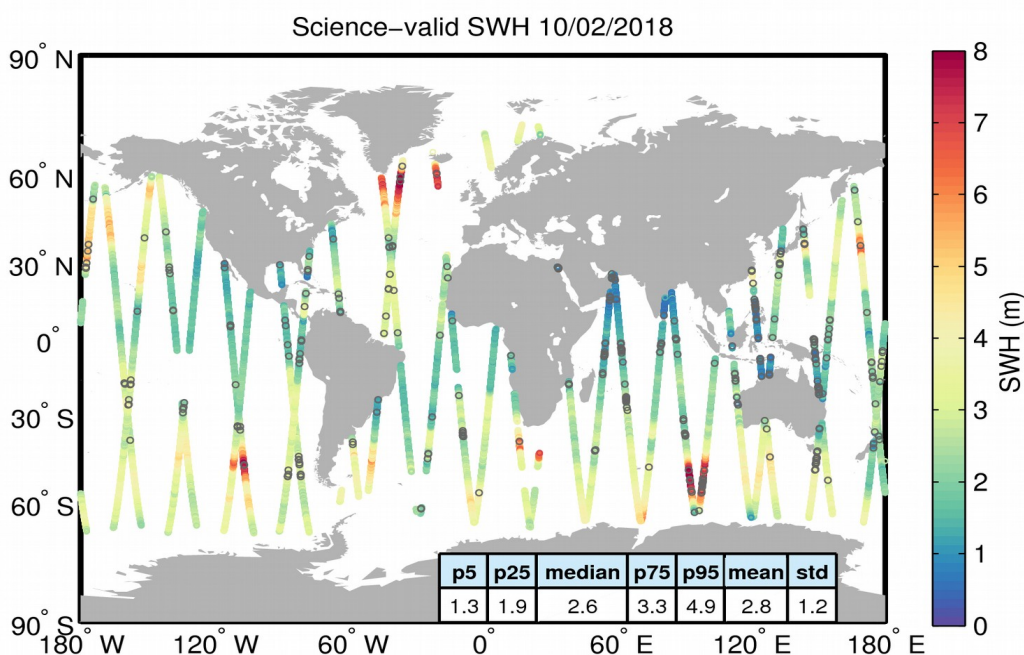 Science−valid SWH 10/02/2018
90° N
60° N
30° N
0°
30° S
60° S
90° S
180° W
120° W
60° W
0°
60° E
120° E
180° E
p5 p25 median p75 p95 mean std
1.3 1.9 2.6 3.3 4.9 2.8 1.2
8
7
6
5
4
3
2
1
0
SWH (m)